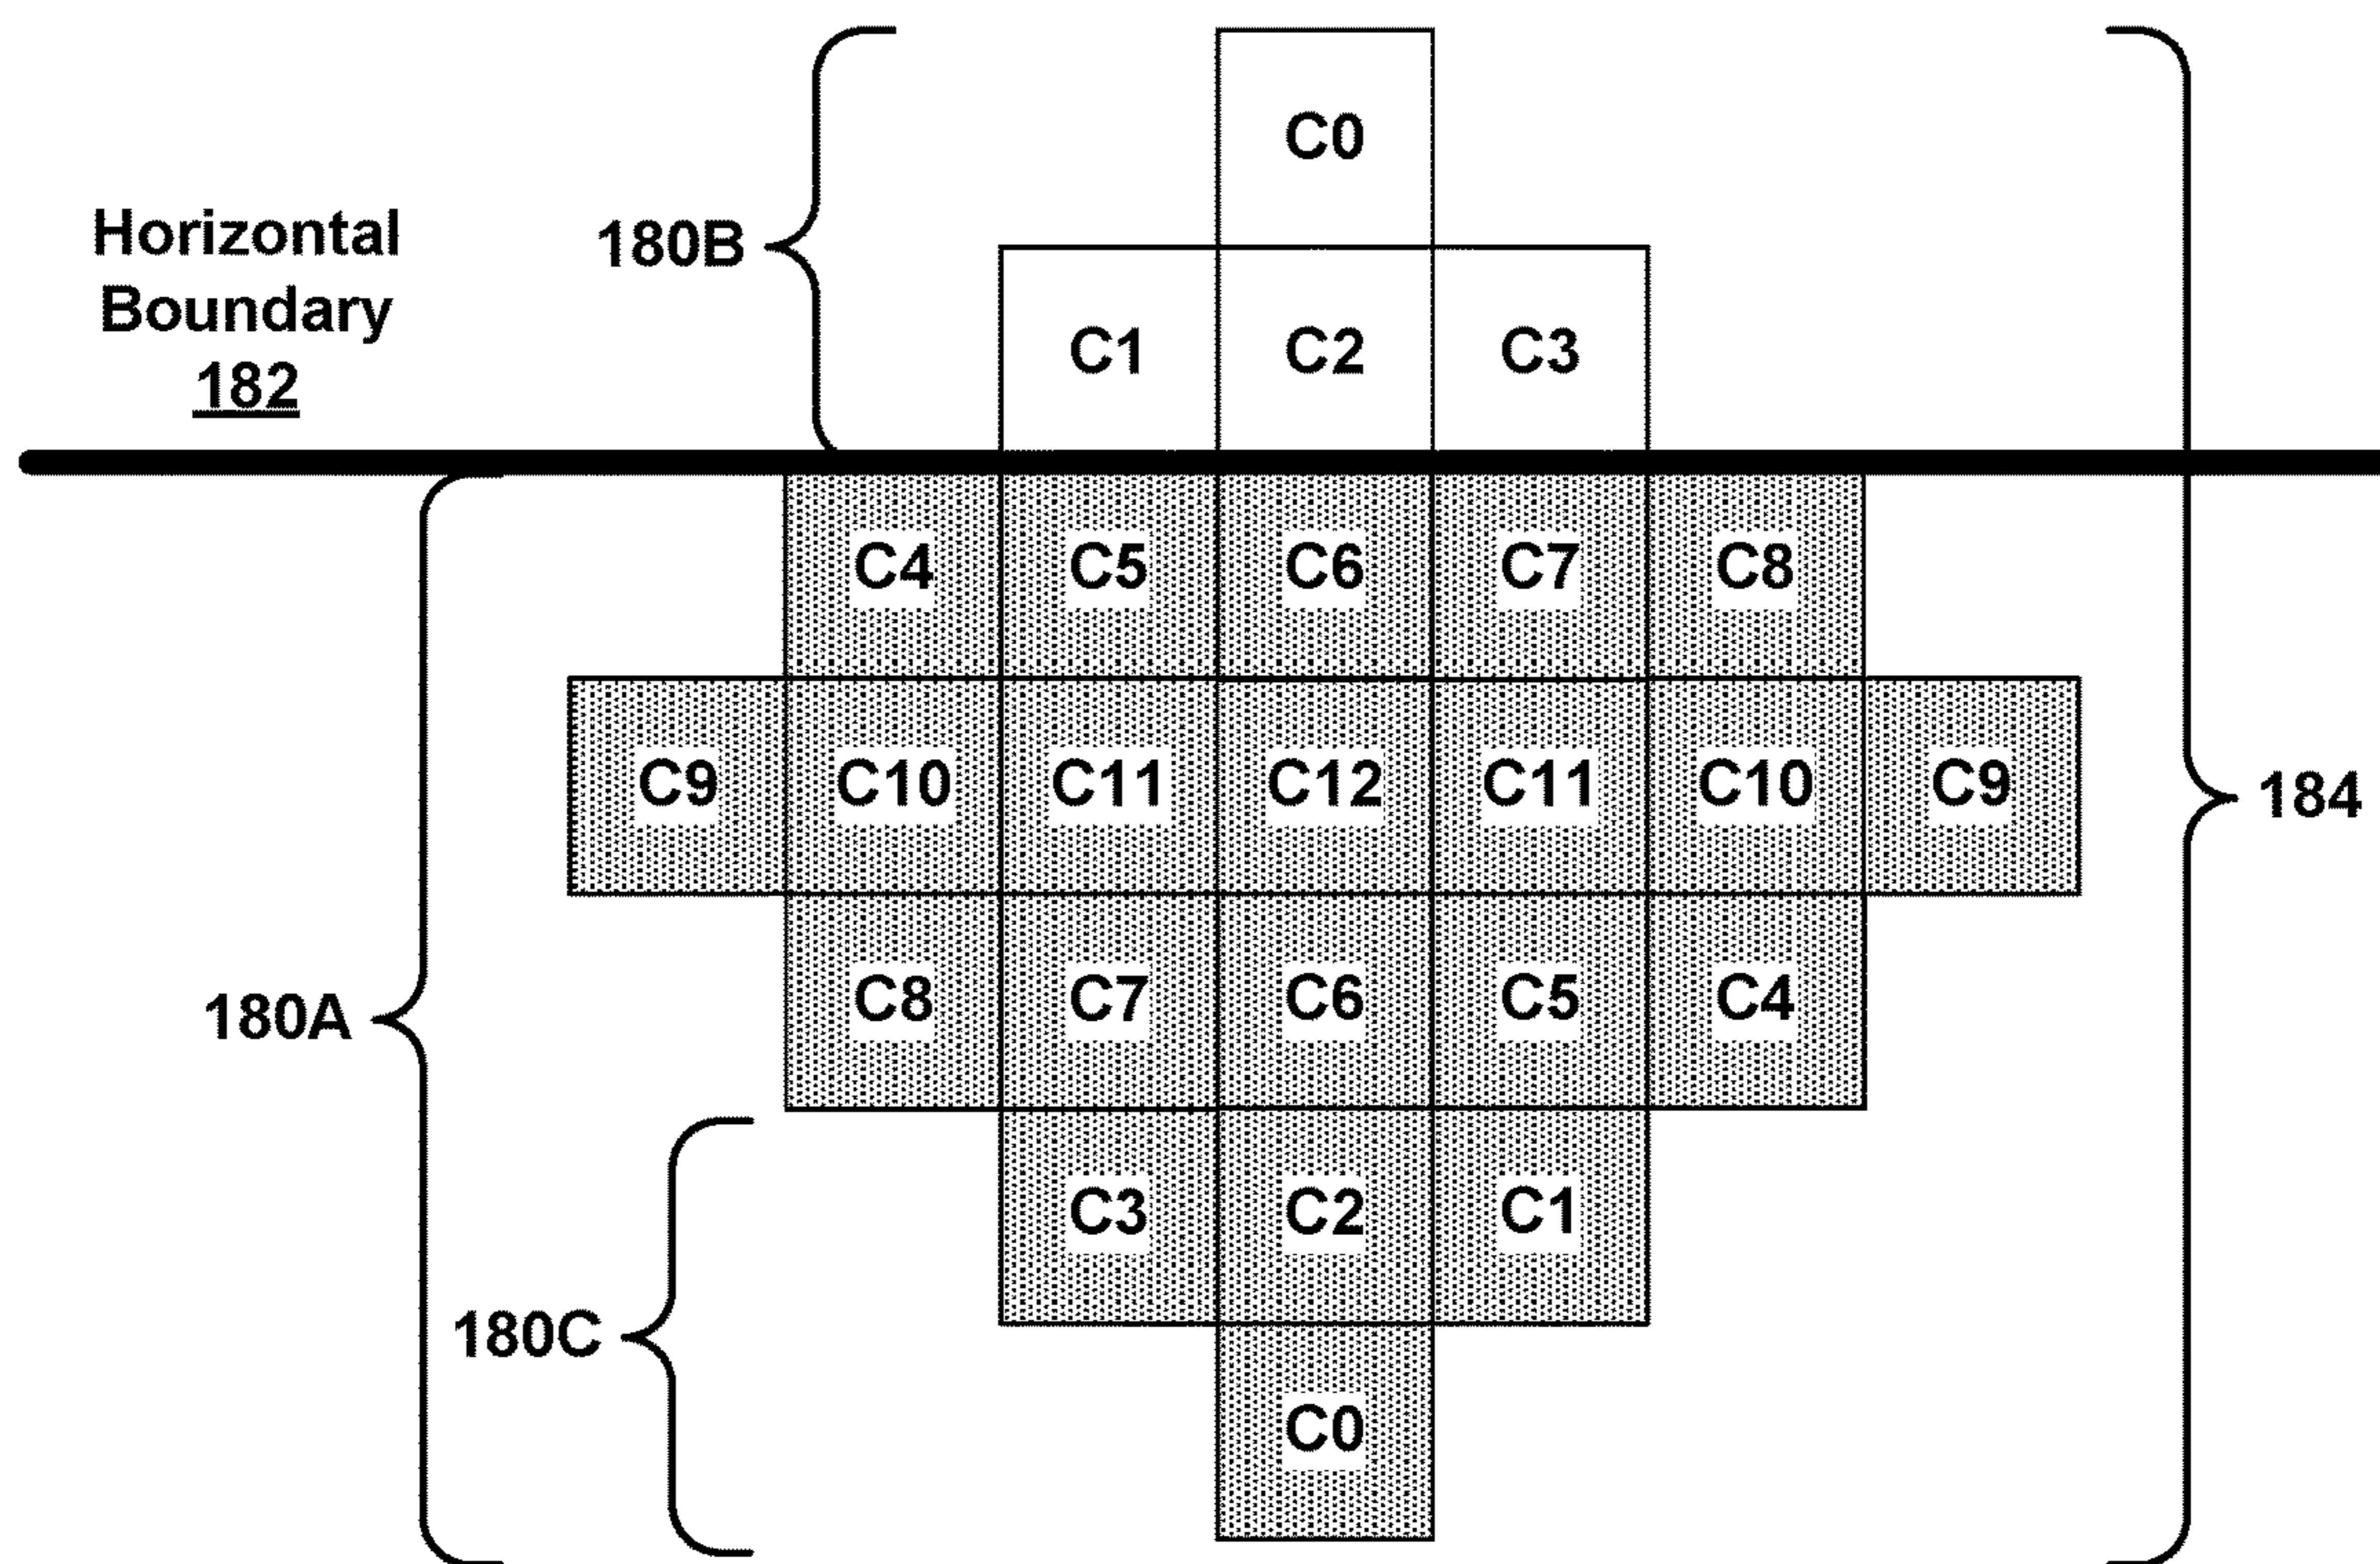 C0
Horizontal
Boundary
182
180B
C1 C2 C3
C4 C5 C6 C7 C8
C9 C10 C11 C12 C11 C10 C9
184
180A
C8 C7 C6 C5 C4
180C
C3 C2 C1
C0